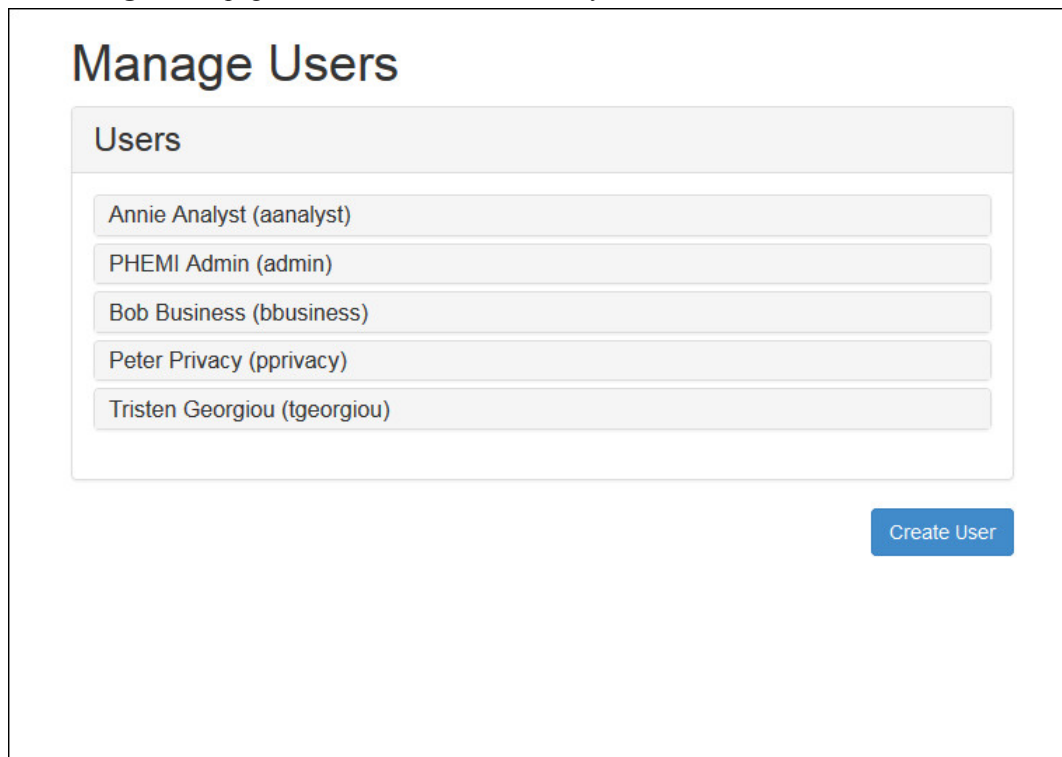 Manage Users
Users
Annie Analyst (aanalyst)
PHEMI Admin (admin)
Bob Business (bbusiness)
Peter Privacy (pprivacy)
Tristen Georgiou (tgeorgiou)
Create User